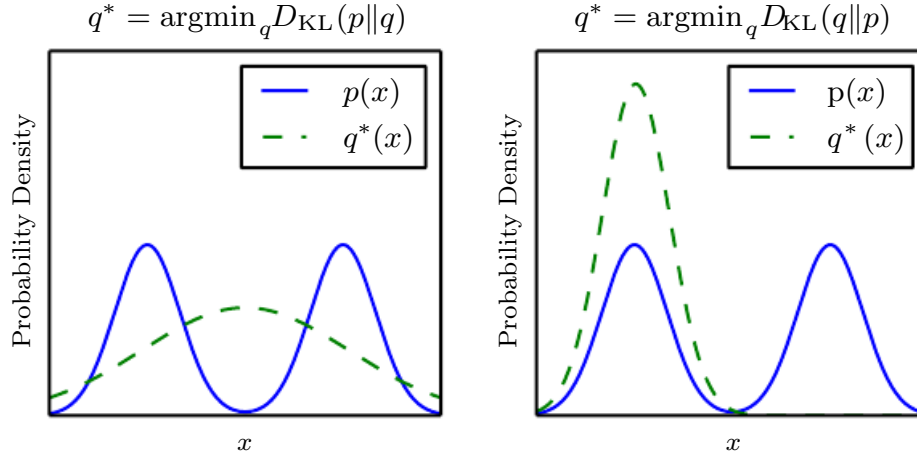 q* = argmin_q D_KL(p‖q)
p(x)
q*(x)
Probability Density
x
q* = argmin_q D_KL(q‖p)
p(x)
q*(x)
Probability Density
x